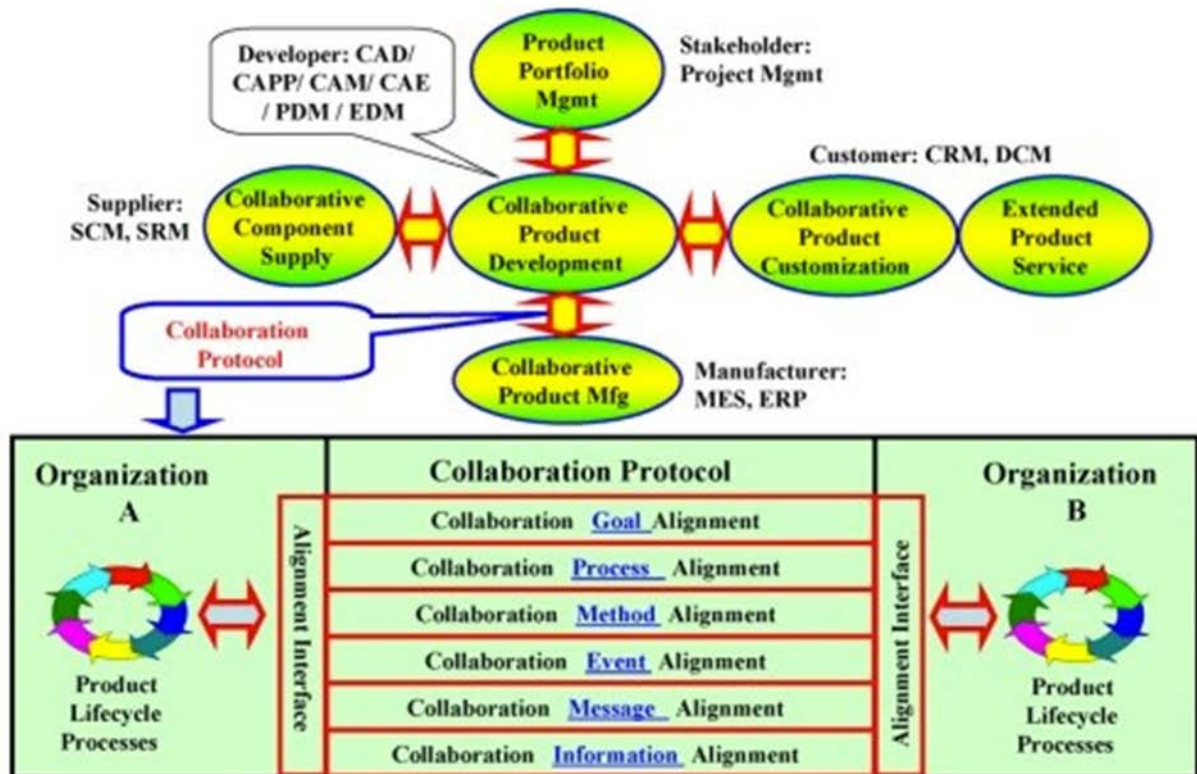 Developer: CAD/
CAPP/ CAM/ CAE
/ PDM / EDM
Product
Portfolio
Mgmt
Stakeholder:
Project Mgmt
Customer: CRM, DCM
Supplier:
SCM, SRM
Collaborative
Component
Supply
Collaborative
Product
Development
Collaborative
Product
Customization
Extended
Product
Service
Collaboration
Protocol
Collaborative
Product Mfg
Manufacturer:
MES, ERP
Organization
A
Product
Lifecycle
Processes
Alignment Interface
Collaboration Protocol
Collaboration Goal Alignment
Collaboration Process Alignment
Collaboration Method Alignment
Collaboration Event Alignment
Collaboration Message Alignment
Collaboration Information Alignment
Alignment Interface
Organization
B
Product
Lifecycle
Processes